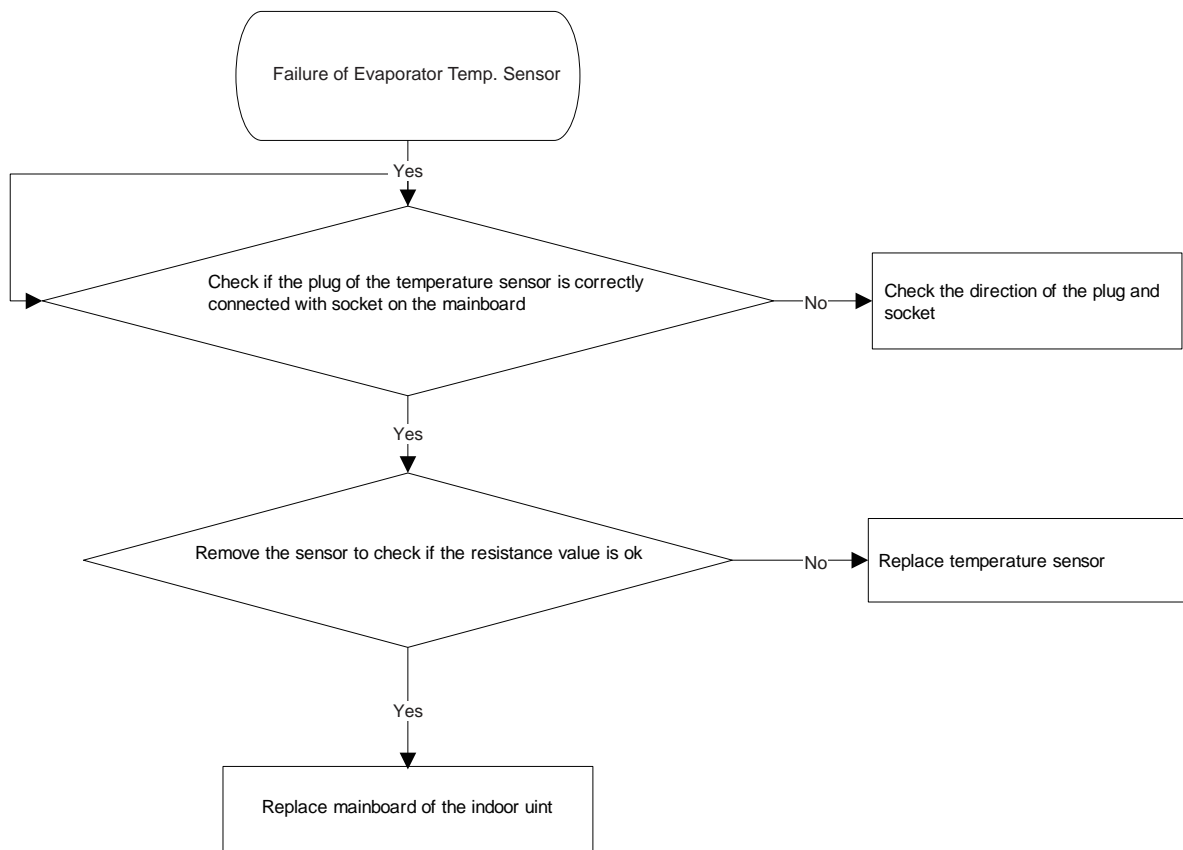 Failure of Evaporator Temp. Sensor
Yes
Check if the plug of the temperature sensor is correctly
connected with socket on the mainboard
No
Check the direction of the plug and
socket
Yes
Remove the sensor to check if the resistance value is ok
No
Replace temperature sensor
Yes
Replace mainboard of the indoor uint